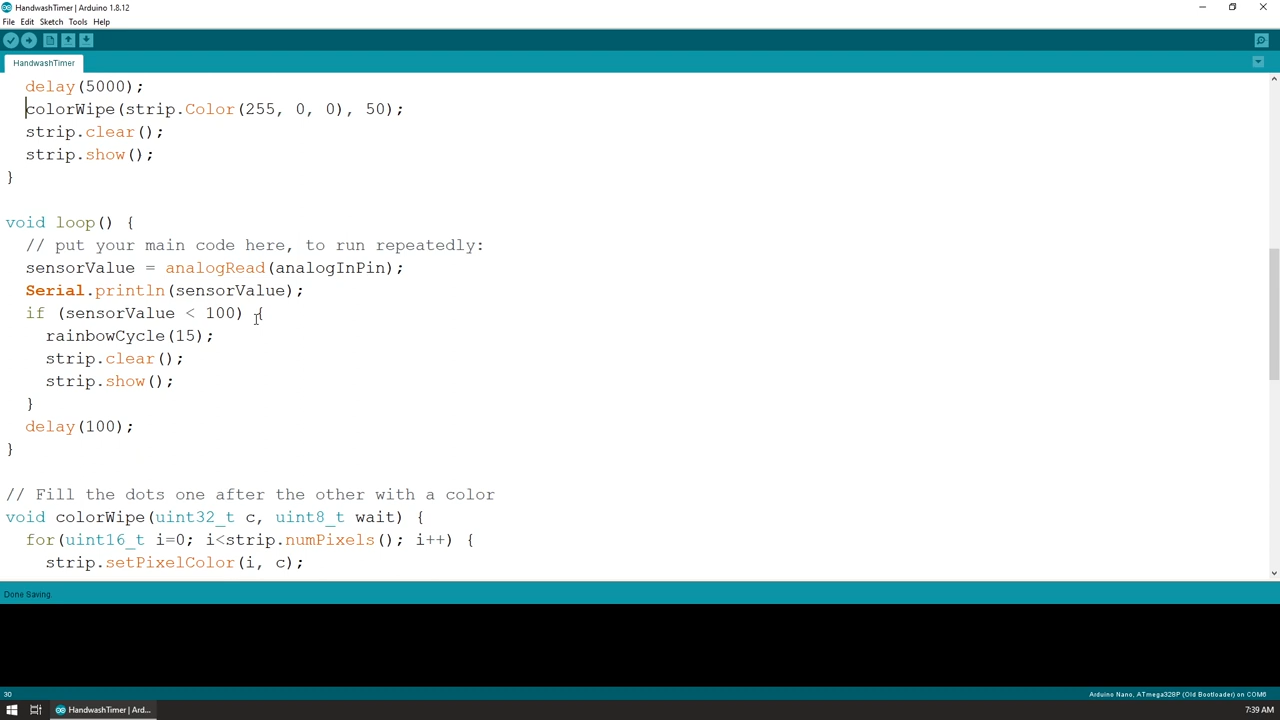 HandwashTimer | Arduino 1.8.12
File Edit Sketch Tools Help
HandwashTimer
delay(5000);
colorWipe(strip.Color(255, 0, 0), 50);
strip.clear();
strip.show();
}
void loop() {
// put your main code here, to run repeatedly:
sensorValue = analogRead(analogInPin);
Serial.println(sensorValue);
if (sensorValue < 100) {
rainbowCycle(15);
strip.clear();
strip.show();
}
delay(100);
}
// Fill the dots one after the other with a color
void colorWipe(uint32_t c, uint8_t wait) {
for(uint16_t i=0; i<strip.numPixels(); i++) {
strip.setPixelColor(i, c);
Done Saving.
30 Arduino Nano, ATmega328P (Old Bootloader) on COM6
HandwashTimer | Ard... 7:39 AM